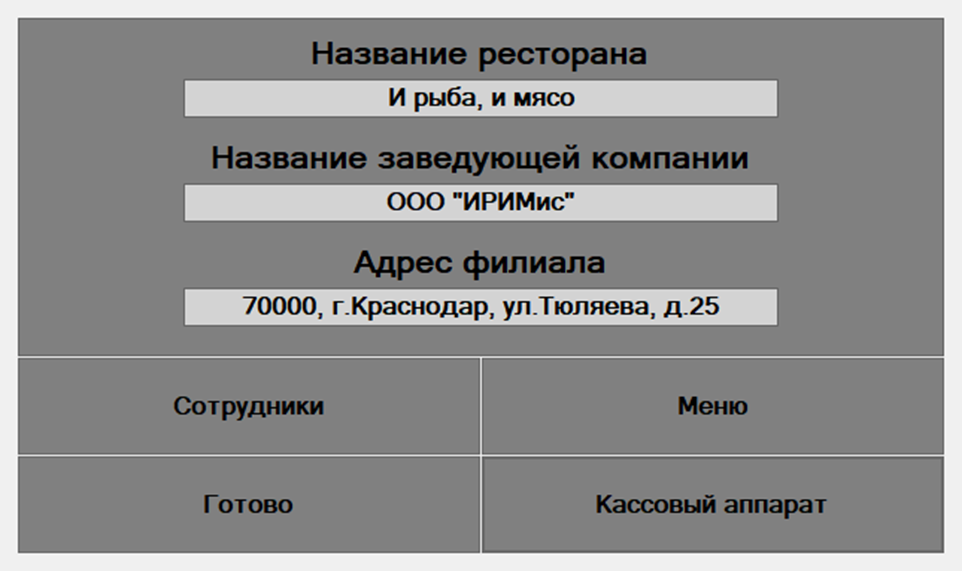 Название ресторана
И рыба, и мясо
Название заведующей компании
ООО "ИРИМис"
Адрес филиала
70000, г.Краснодар, ул.Тюляева, д.25
Сотрудники
Меню
Готово
Кассовый аппарат